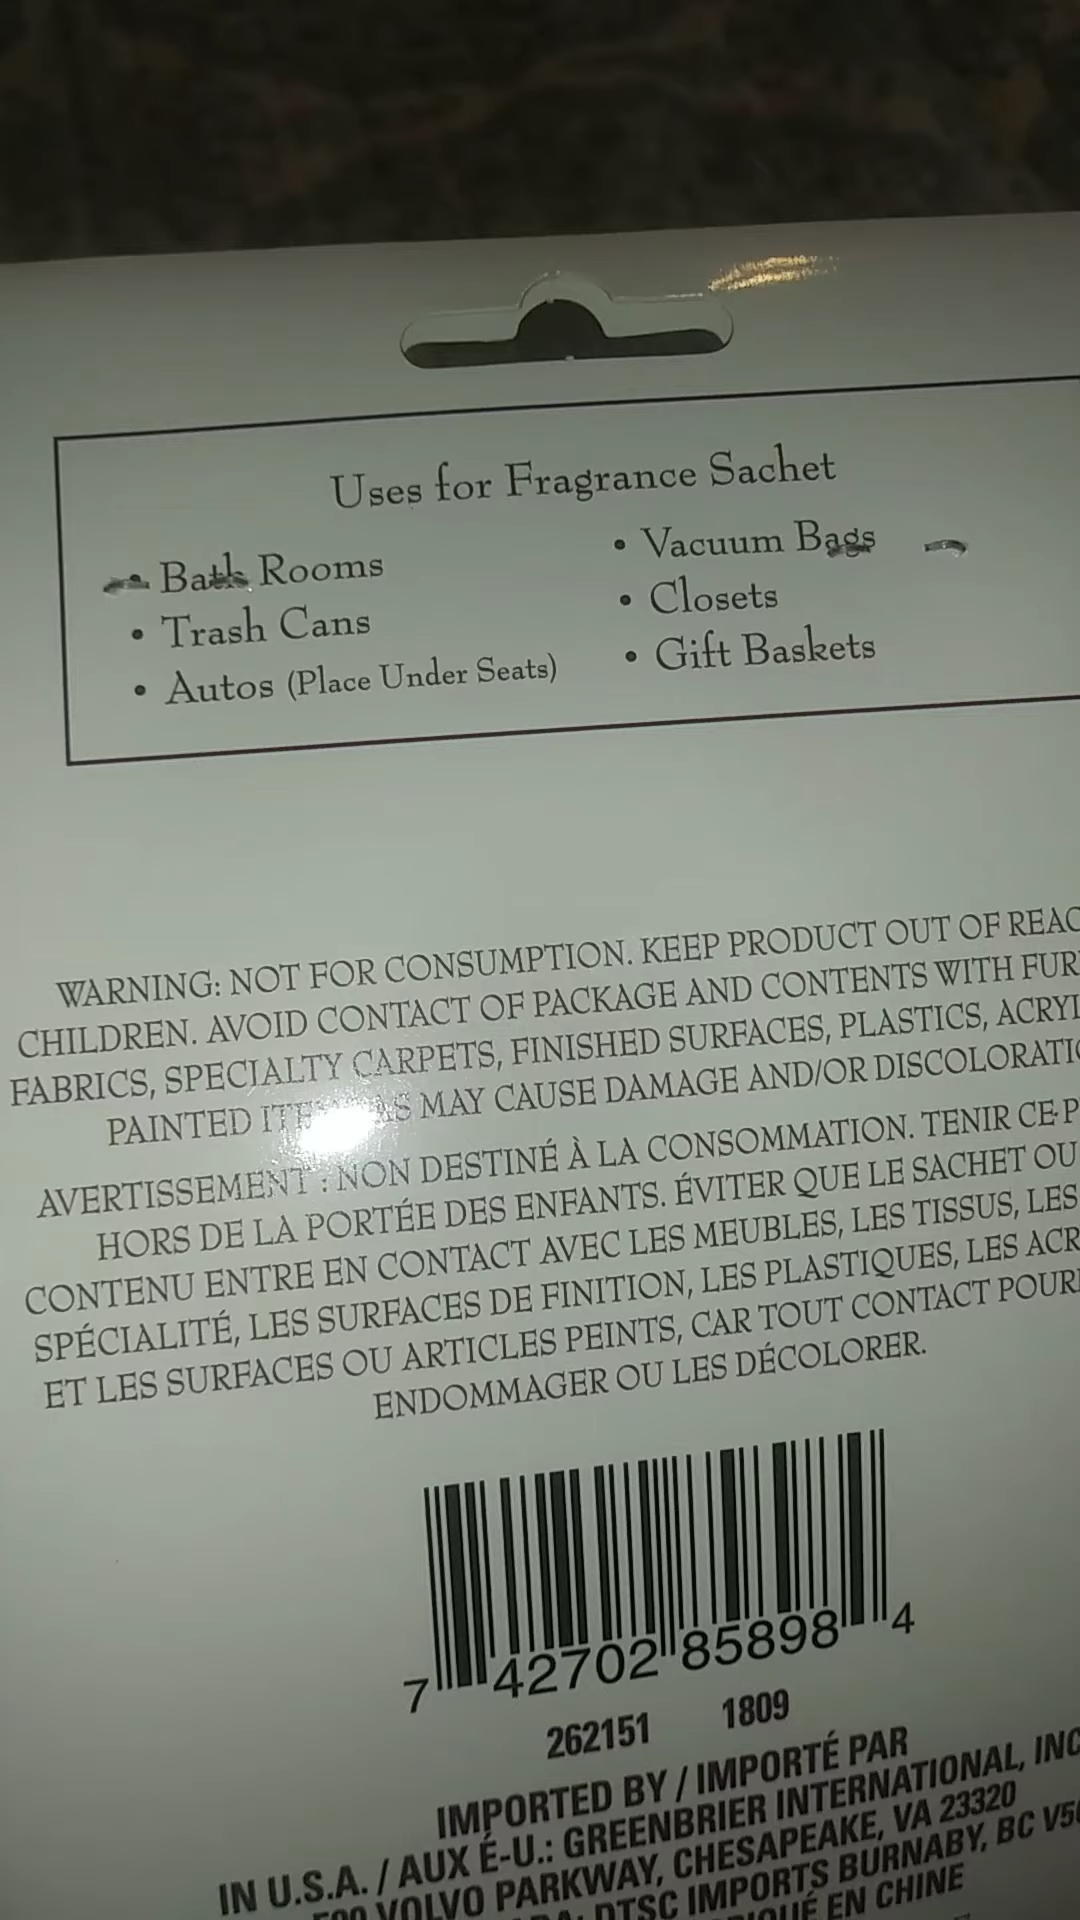 Uses for Fragrance Sachet
• Bath Rooms
• Trash Cans
• Autos (Place Under Seats)
• Vacuum Bags
• Closets
• Gift Baskets
WARNING: NOT FOR CONSUMPTION. KEEP PRODUCT OUT OF REAC
CHILDREN. AVOID CONTACT OF PACKAGE AND CONTENTS WITH FUR
FABRICS, SPECIALTY CARPETS, FINISHED SURFACES, PLASTICS, ACRYL
PAINTED AS MAY CAUSE DAMAGE AND/OR DISCOLORATIO
AVERTISSEMENT : NON DESTINÉ À LA CONSOMMATION. TENIR CE P
HORS DE LA PORTÉE DES ENFANTS. ÉVITER QUE LE SACHET OU
CONTENU ENTRE EN CONTACT AVEC LES MEUBLES, LES TISSUS, LES
SPÉCIALITÉ, LES SURFACES DE FINITION, LES PLASTIQUES, LES ACR
ET LES SURFACES OU ARTICLES PEINTS, CAR TOUT CONTACT POUR
ENDOMMAGER OU LES DÉCOLORER.
7 42702 85898 4
262151 1809
IMPORTED BY / IMPORTÉ PAR
IN U.S.A. / AUX É-U.: GREENBRIER INTERNATIONAL, INC
VOLVO PARKWAY, CHESAPEAKE, VA 23320
DTSC IMPORTS BURNABY, BC V5
EN CHINE